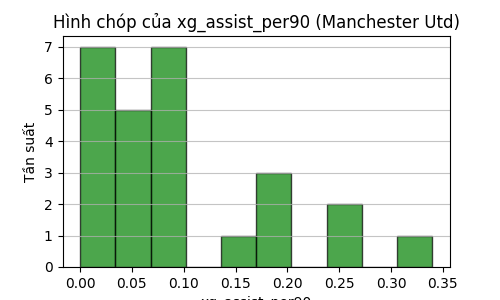 Hình chóp của xg_assist_per90 (Manchester Utd)
7
6
5
4
3
2
1
0
Tần suất
0.00 0.05 0.10 0.15 0.20 0.25 0.30 0.35
xg_assist_per90